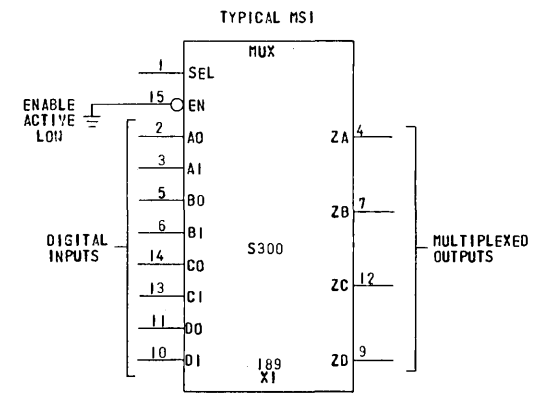 TYPICAL MSI
MUX
1 SEL
ENABLE
ACTIVE
LOW
15 EN
2 A0
3 A1
5 B0
6 B1
14 C0
13 C1
11 D0
10 D1
DIGITAL
INPUTS
S300
189
X1
ZA 4
ZB 7
ZC 12
ZD 9
MULTIPLEXED
OUTPUTS